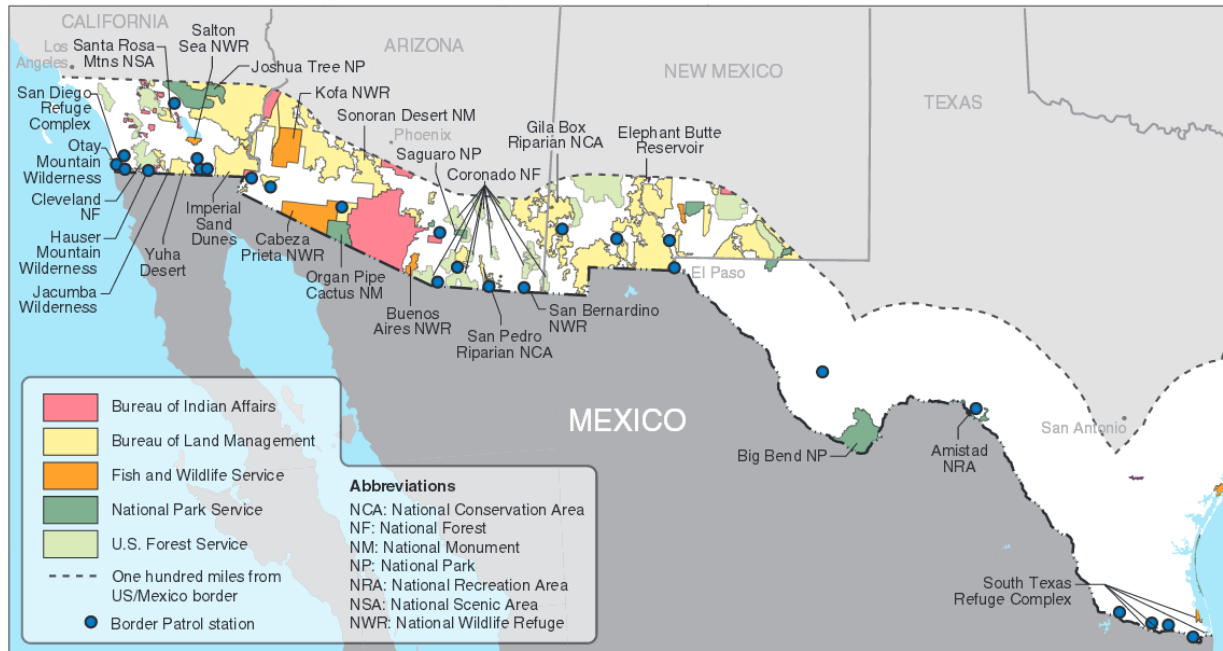 CALIFORNIA
ARIZONA
NEW MEXICO
TEXAS
Los
Angeles
Santa Rosa
Mtns NSA
Salton
Sea NWR
Joshua Tree NP
Kofa NWR
Sonoran Desert NM
Phoenix
Saguaro NP
Coronado NF
Gila Box
Riparian NCA
Elephant Butte
Reservoir
San Diego
Refuge
Complex
Otay
Mountain
Wilderness
Cleveland
NF
Hauser
Mountain
Wilderness
Jacumba
Wilderness
Yuha
Desert
Imperial
Sand
Dunes
Cabeza
Prieta NWR
Organ Pipe
Cactus NM
Buenos
Aires NWR
San Pedro
Riparian NCA
San Bernardino
NWR
El Paso
MEXICO
Big Bend NP
Amistad
NRA
San Antonio
South Texas
Refuge Complex
Bureau of Indian Affairs
Bureau of Land Management
Fish and Wildlife Service
National Park Service
U.S. Forest Service
One hundred miles from
US/Mexico border
Border Patrol station
Abbreviations
NCA: National Conservation Area
NF: National Forest
NM: National Monument
NP: National Park
NRA: National Recreation Area
NSA: National Scenic Area
NWR: National Wildlife Refuge